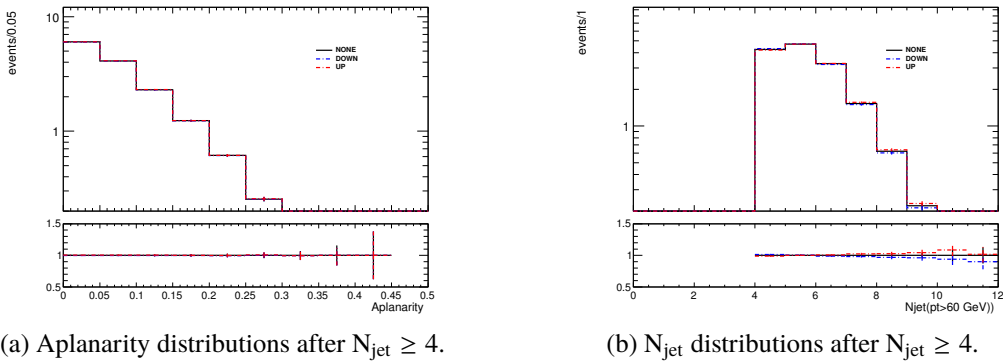 events/0.05
10
1
NONE
DOWN
UP
1.5
1
0.5
0 0.05 0.1 0.15 0.2 0.25 0.3 0.35 0.4 0.45 0.5
Aplanarity
(a) Aplanarity distributions after Njet ≥ 4.
events/1
1
NONE
DOWN
UP
1.5
1
0.5
0 2 4 6 8 10 12
Njet(pt>60 GeV))
(b) Njet distributions after Njet ≥ 4.